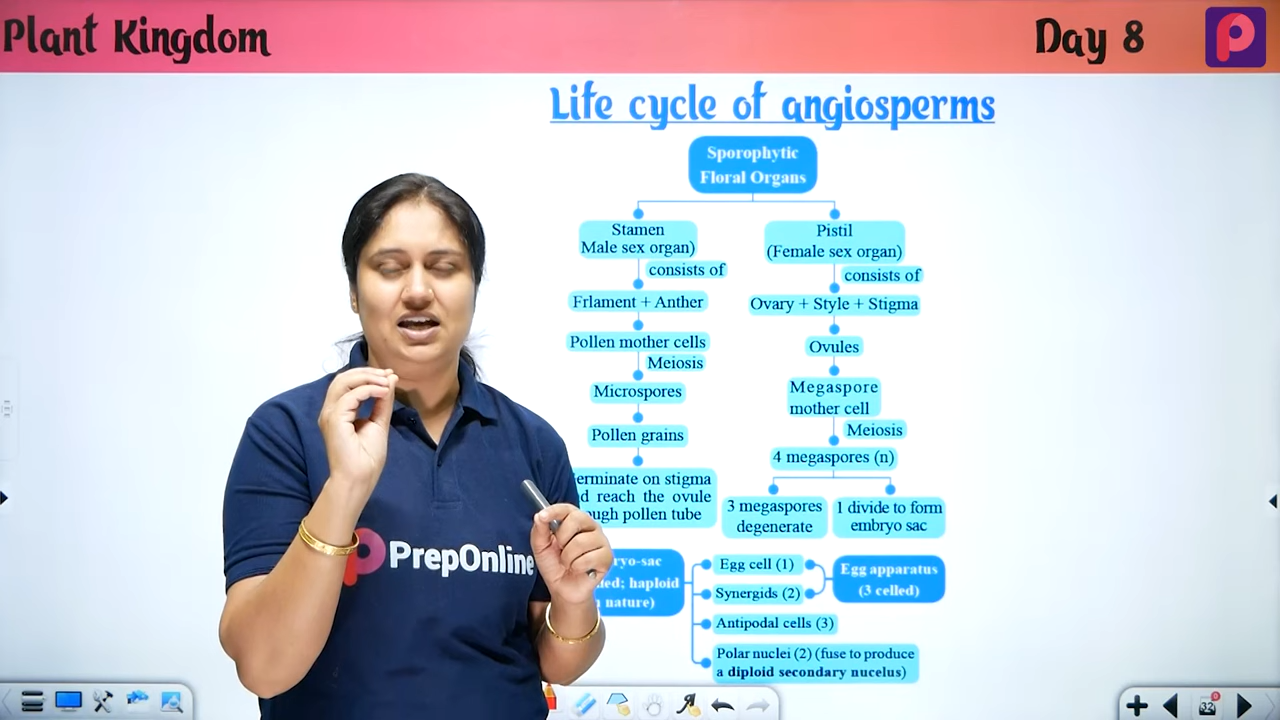 Plant Kingdom
Day 8
Life cycle of angiosperms
Sporophytic
Floral Organs
Stamen
Male sex organ)
consists of
Frlament + Anther
Pollen mother cells
Meiosis
Microspores
Pollen grains
erminate on stigma
reach the ovule
pollen tube
Pistil
(Female sex organ)
consists of
Ovary + Style + Stigma
Ovules
Megaspore
mother cell
Meiosis
4 megaspores (n)
3 megaspores
degenerate
1 divide to form
embryo sac
haploid
nature)
Egg cell (1)
Synergids (2)
Antipodal cells (3)
Polar nuclei (2) (fuse to produce
a diploid secondary nucelus)
Egg apparatus
(3 celled)
PrepOnline
32